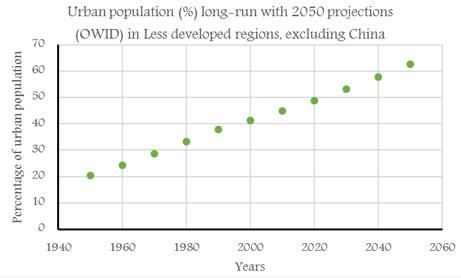 Urban population (%) long-run with 2050 projections
(OWID) in Less developed regions, excluding China
Percentage of urban population
70
60
50
40
30
20
10
0
1940 1960 1980 2000 2020 2040 2060
Years